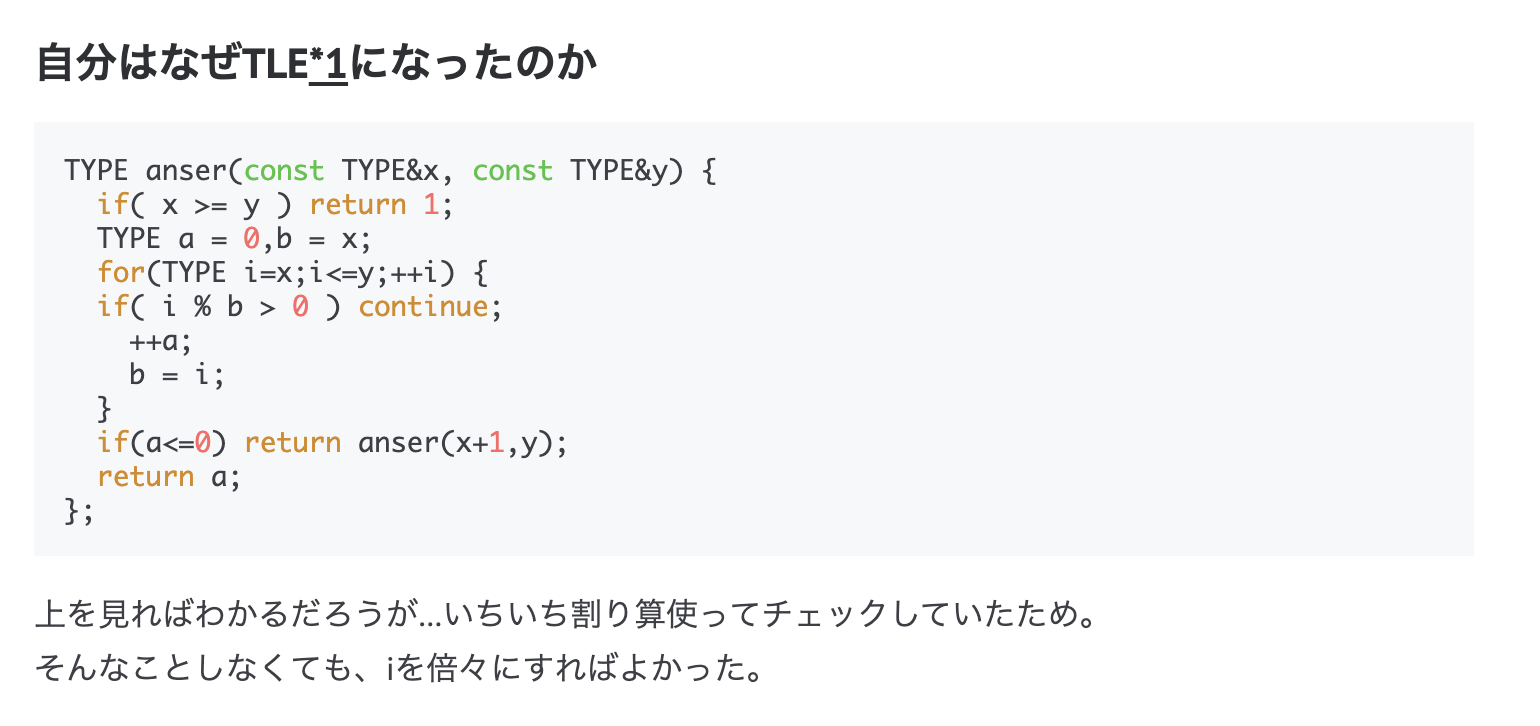 自分はなぜTLE*1になったのか
TYPE anser(const TYPE&x, const TYPE&y) {
  if( x >= y ) return 1;
  TYPE a = 0,b = x;
  for(TYPE i=x;i<=y;++i) {
  if( i % b > 0 ) continue;
    ++a;
    b = i;
  }
  if(a<=0) return anser(x+1,y);
  return a;
};
上を見ればわかるだろうが...いちいち割り算使ってチェックしていたため。
そんなことしなくても、iを倍々にすればよかった。